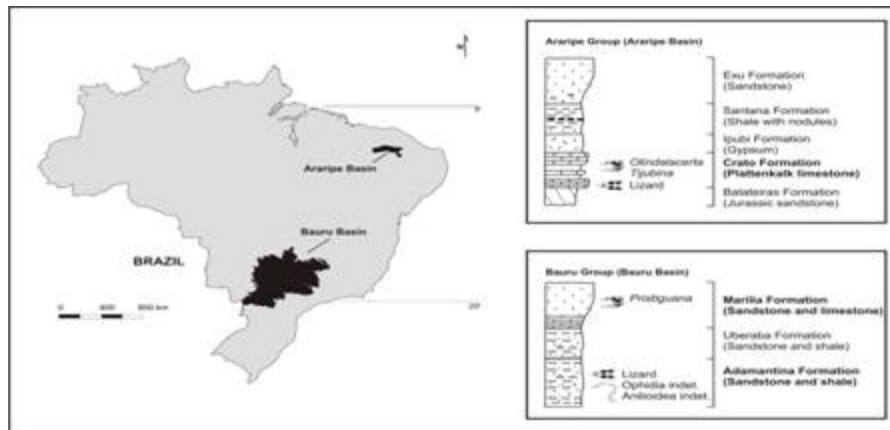 N
5°
Araripe Basin
Bauru Basin
BRAZIL
0
400
800 km
20°
Araripe Group (Araripe Basin)
Exu Formation
(Sandstone)
Santana Formation
(Shale with nodules)
Ipubi Formation
(Gypsum)
Olindalacerta
Tijubina
Crato Formation
(Plattenkalk limestone)
Lizard
Batateiras Formation
(Jurassic sandstone)
Bauru Group (Bauru Basin)
Pristiguana
Marilia Formation
(Sandstone and limestone)
Uberaba Formation
(Sandstone and shale)
Lizard
Ophidia indet.
Anilioidea indet.
Adamantina Formation
(Sandstone and shale)